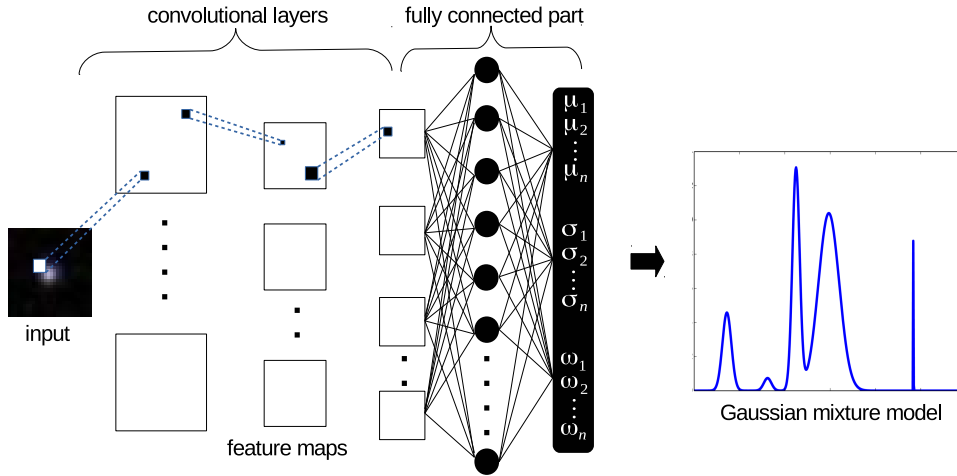 convolutional layers
fully connected part
μ1
μ2
....
μn
σ1
σ2
....
σn
ω1
ω2
....
ωn
input
feature maps
Gaussian mixture model